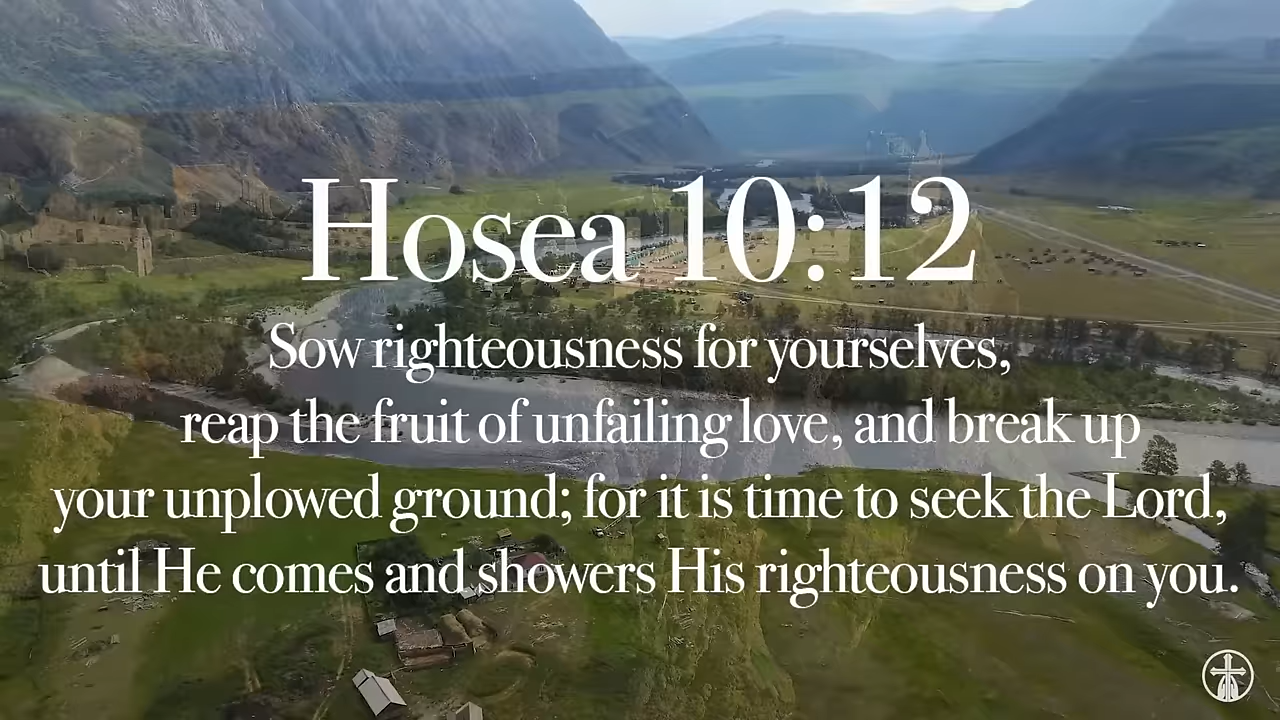 Hosea 10:12
Sow righteousness for yourselves,
reap the fruit of unfailing love, and break up
your unplowed ground; for it is time to seek the Lord,
until He comes and showers His righteousness on you.